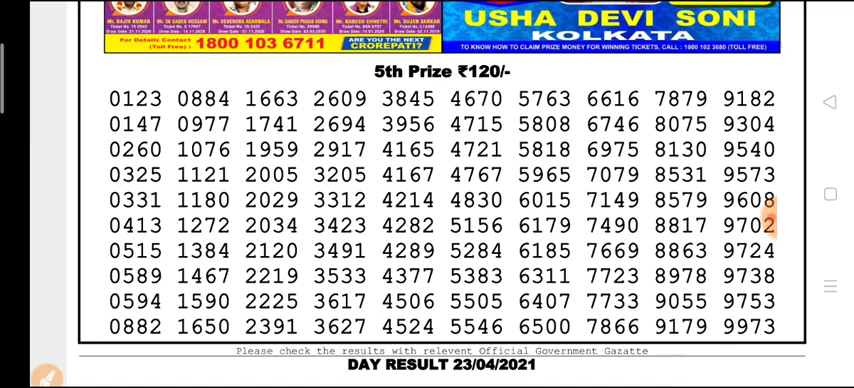 Mr. RAJIV KUMAR
USHA DEVI SONI
KOLKATA
For Details Contact
(Toll Free) : 1800 103 6711
ARE YOU THE NEXT
CROREPATI?
TO KNOW HOW TO CLAIM PRIZE MONEY FOR WINNING TICKETS, CALL : 1800 102 3680 (TOLL FREE)
5th Prize ₹120/-
0123 0884 1663 2609 3845 4670 5763 6616 7879 9182
0147 0977 1741 2694 3956 4715 5808 6746 8075 9304
0260 1076 1959 2917 4165 4721 5818 6975 8130 9540
0325 1121 2005 3205 4167 4767 5965 7079 8531 9573
0331 1180 2029 3312 4214 4830 6015 7149 8579 9608
0413 1272 2034 3423 4282 5156 6179 7490 8817 9702
0515 1384 2120 3491 4289 5284 6185 7669 8863 9724
0589 1467 2219 3533 4377 5383 6311 7723 8978 9738
0594 1590 2225 3617 4506 5505 6407 7733 9055 9753
0882 1650 2391 3627 4524 5546 6500 7866 9179 9973
Please check the results with relevent Official Government Gazatte
DAY RESULT 23/04/2021